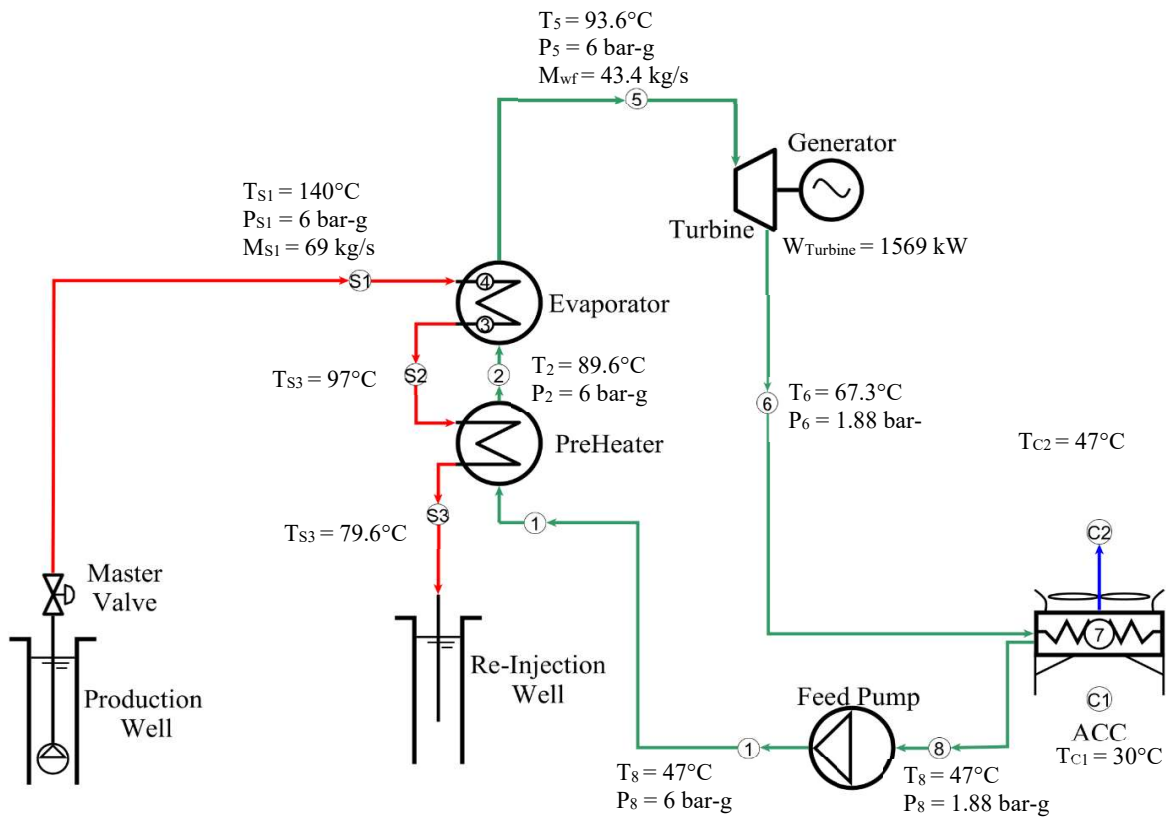 T5 = 93.6°C
P5 = 6 bar-g
Mwf = 43.4 kg/s
5
Generator
Turbine
WTurbine = 1569 kW
TS1 = 140°C
PS1 = 6 bar-g
MS1 = 69 kg/s
S1
4
3
Evaporator
TS3 = 97°C
S2
2
T2 = 89.6°C
P2 = 6 bar-g
PreHeater
6
T6 = 67.3°C
P6 = 1.88 bar-
TC2 = 47°C
TS3 = 79.6°C
S3
1
C2
7
C1
ACC
TC1 = 30°C
Master
Valve
Production
Well
Re-Injection
Well
Feed Pump
1
8
T8 = 47°C
P8 = 6 bar-g
T8 = 47°C
P8 = 1.88 bar-g